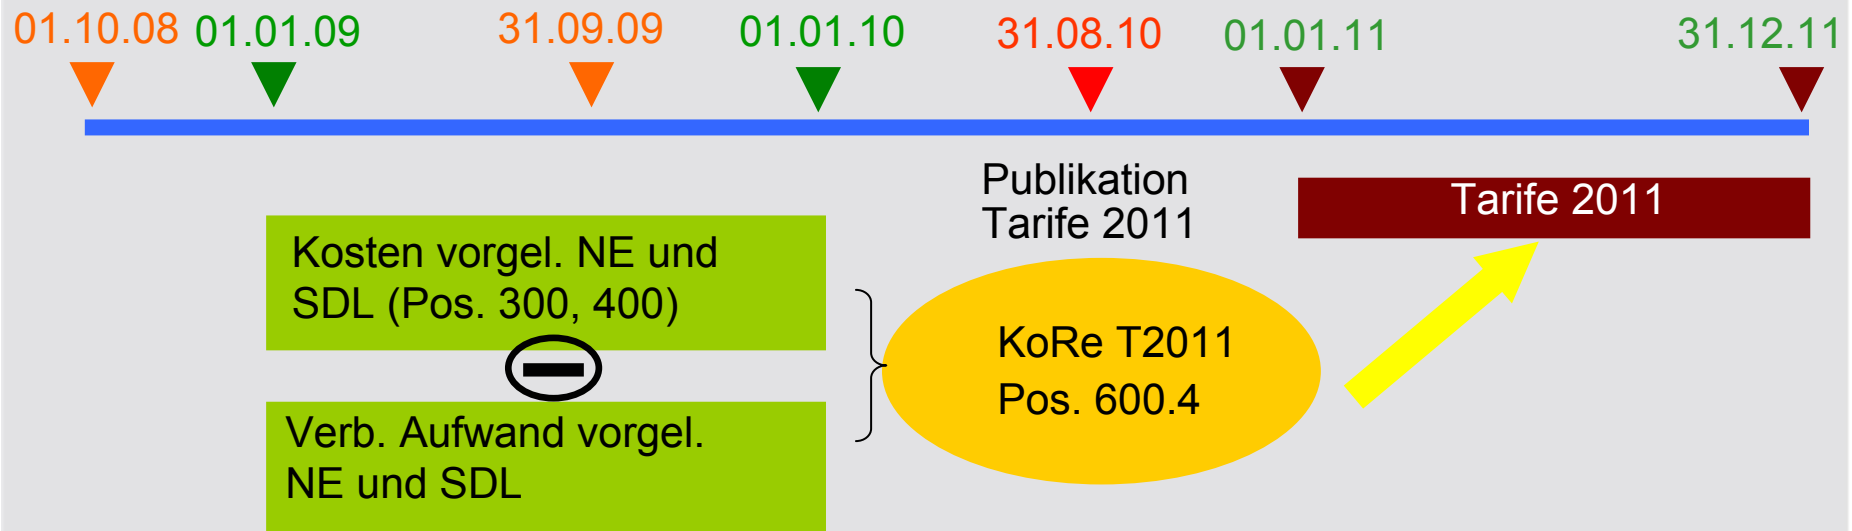 01.10.08 01.01.09 31.09.09 01.01.10 31.08.10 01.01.11 31.12.11
Publikation
Tarife 2011
Tarife 2011
Kosten vorgel. NE und
SDL (Pos. 300, 400)
KoRe T2011
Pos. 600.4
Verb. Aufwand vorgel.
NE und SDL